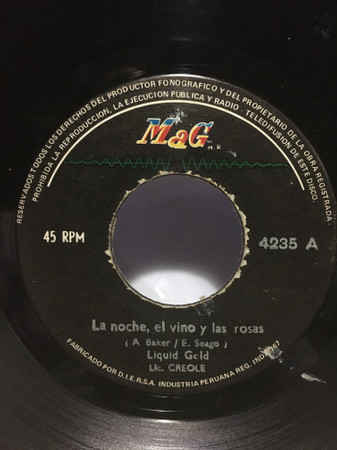 RESERVADOS TODOS LOS DERECHOS DEL PRODUCTOR FONOGRAFICO Y DEL PROPIETARIO DE LA OBRA REGISTRADA
PROHIBIDA LA REPRODUCCION, LA EJECUCION PUBLICA Y RADIO - TELEDIFUSION DE ESTE DISCO.
MaG
M.R
45 RPM
4235 A
La noche, el vino y las rosas
( A Baker / E. Seago )
Liquid Gold
Lic. CREOLE
FABRICADO POR D.I.E.R.S.A. INDUSTRIA PERUANA REG. IND.